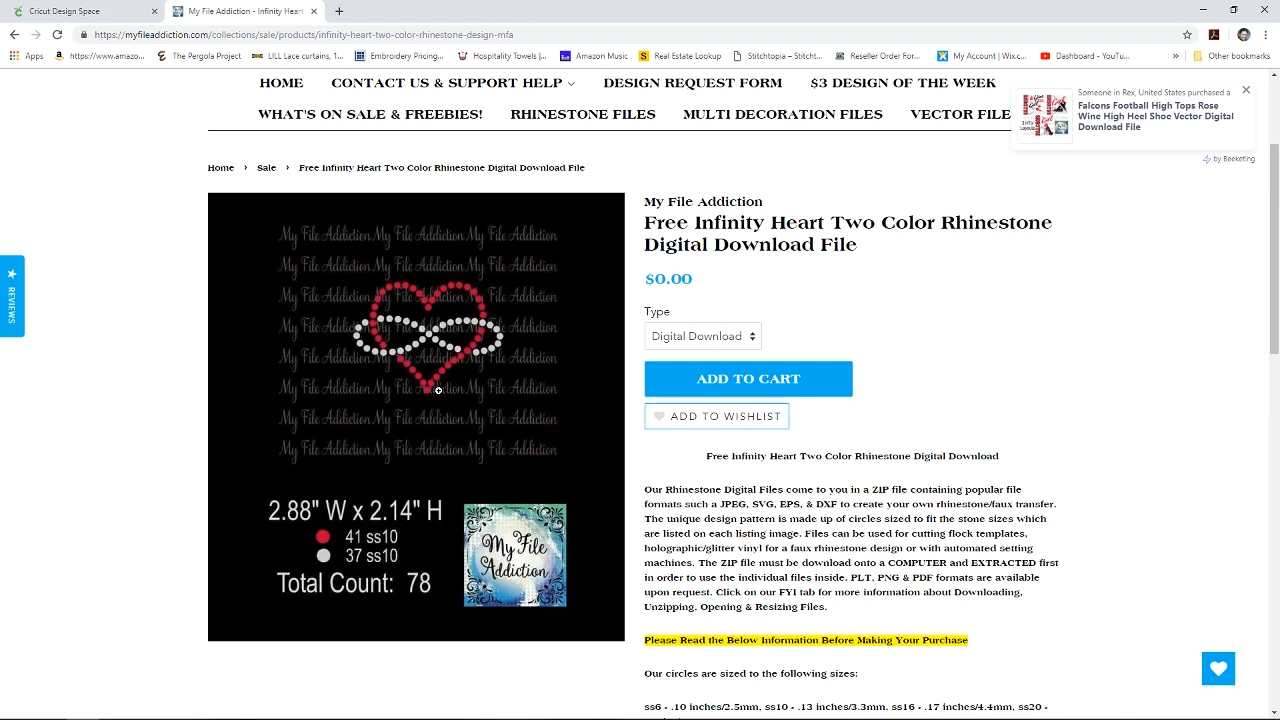 Cricut Design Space
My File Addiction - Infinity Heart
https://myfileaddiction.com/collections/sale/products/infinity-heart-two-color-rhinestone-design-mfa
Apps
https://www.amazo...
The Pergola Project
LILL Lace curtains, 1...
Embroidery Pricing...
Hospitality Towels |...
Amazon Music
Real Estate Lookup
Stitchtopia – Stitcht...
Reseller Order For...
My Account | Wix.c...
Dashboard - YouTu...
»
Other bookmarks
HOME
CONTACT US & SUPPORT HELP
DESIGN REQUEST FORM
$3 DESIGN OF THE WEEK
WHAT'S ON SALE & FREEBIES!
RHINESTONE FILES
MULTI DECORATION FILES
VECTOR FILE
Someone in Rex, United States purchased a
Falcons Football High Tops Rose
Wine High Heel Shoe Vector Digital
Download File
by Beeketing
Home › Sale › Free Infinity Heart Two Color Rhinestone Digital Download File
REVIEWS
My File Addiction My File Addiction My File Addiction
My File Addiction My File Addiction My File Addiction
My File Addiction My File Addiction My File Addiction
My File Addiction My File Addiction My File Addiction
My File Addiction My File Addiction My File Addiction
My File Addiction My File Addiction My File Addiction
My File Addiction My File Addiction My File Addiction
My File Addiction My File Addiction My File Addiction
2.88" W x 2.14" H
41 ss10
37 ss10
Total Count: 78
My File
Addiction
My File Addiction
Free Infinity Heart Two Color Rhinestone
Digital Download File
$0.00
Type
Digital Download
ADD TO CART
ADD TO WISHLIST
Free Infinity Heart Two Color Rhinestone Digital Download
Our Rhinestone Digital Files come to you in a ZIP file containing popular file
formats such a JPEG, SVG, EPS, & DXF to create your own rhinestone/faux transfer.
The unique design pattern is made up of circles sized to fit the stone sizes which
are listed on each listing image. Files can be used for cutting flock templates,
holographic/glitter vinyl for a faux rhinestone design or with automated setting
machines. The ZIP file must be download onto a COMPUTER and EXTRACTED first
in order to use the individual files inside. PLT, PNG & PDF formats are available
upon request. Click on our FYI tab for more information about Downloading,
Unzipping, Opening & Resizing Files.
Please Read the Below Information Before Making Your Purchase
Our circles are sized to the following sizes:
ss6 - .10 inches/2.5mm, ss10 - .13 inches/3.3mm, ss16 - .17 inches/4.4mm, ss20 -